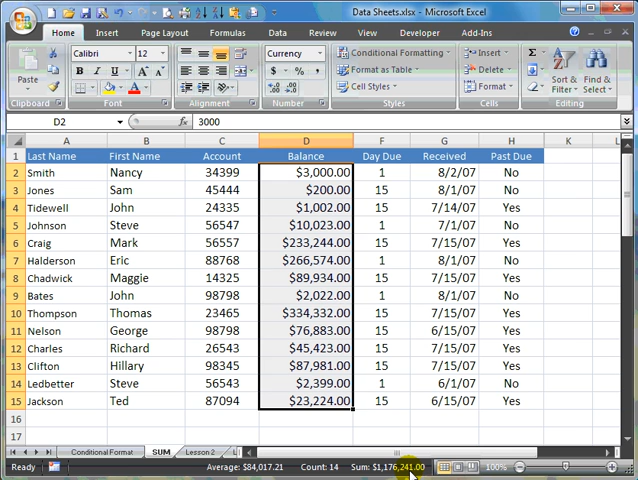 Data Sheets.xlsx - Microsoft Excel
Home Page Layout Formulas Data Review View Developer Add-Ins
Paste Calibri 12 Currency Conditional Formatting Insert
Format as Table Delete Sort & Filter Find & Select
Cell Styles Format
Clipboard Font Alignment Number Styles Cells Editing
D2 fx 3000
A B C D F G H K L
1 Last Name First Name Account Balance Day Due Received Past Due
2 Smith Nancy 34399 $3,000.00 1 8/2/07 No
3 Jones Sam 45444 $200.00 15 8/1/07 No
4 Tidewell John 24335 $1,002.00 15 7/14/07 Yes
5 Johnson Steve 56547 $10,023.00 1 7/1/07 No
6 Craig Mark 56557 $233,244.00 15 7/15/07 Yes
7 Halderson Eric 88768 $266,574.00 1 8/1/07 No
8 Chadwick Maggie 14325 $89,934.00 15 7/15/07 Yes
9 Bates John 98798 $2,022.00 1 8/1/07 No
10 Thompson Thomas 23465 $334,332.00 15 7/15/07 Yes
11 Nelson George 98798 $76,883.00 15 6/15/07 Yes
12 Charles Richard 26543 $45,423.00 15 7/15/07 Yes
13 Clifton Hillary 98345 $87,981.00 15 7/15/07 Yes
14 Ledbetter Steve 56543 $2,399.00 1 6/1/07 No
15 Jackson Ted 87094 $23,224.00 15 6/15/07 Yes
16
17
Conditional Format SUM Lesson 2
Ready Average: $84,017.21 Count: 14 Sum: $1,176,241.00 100%